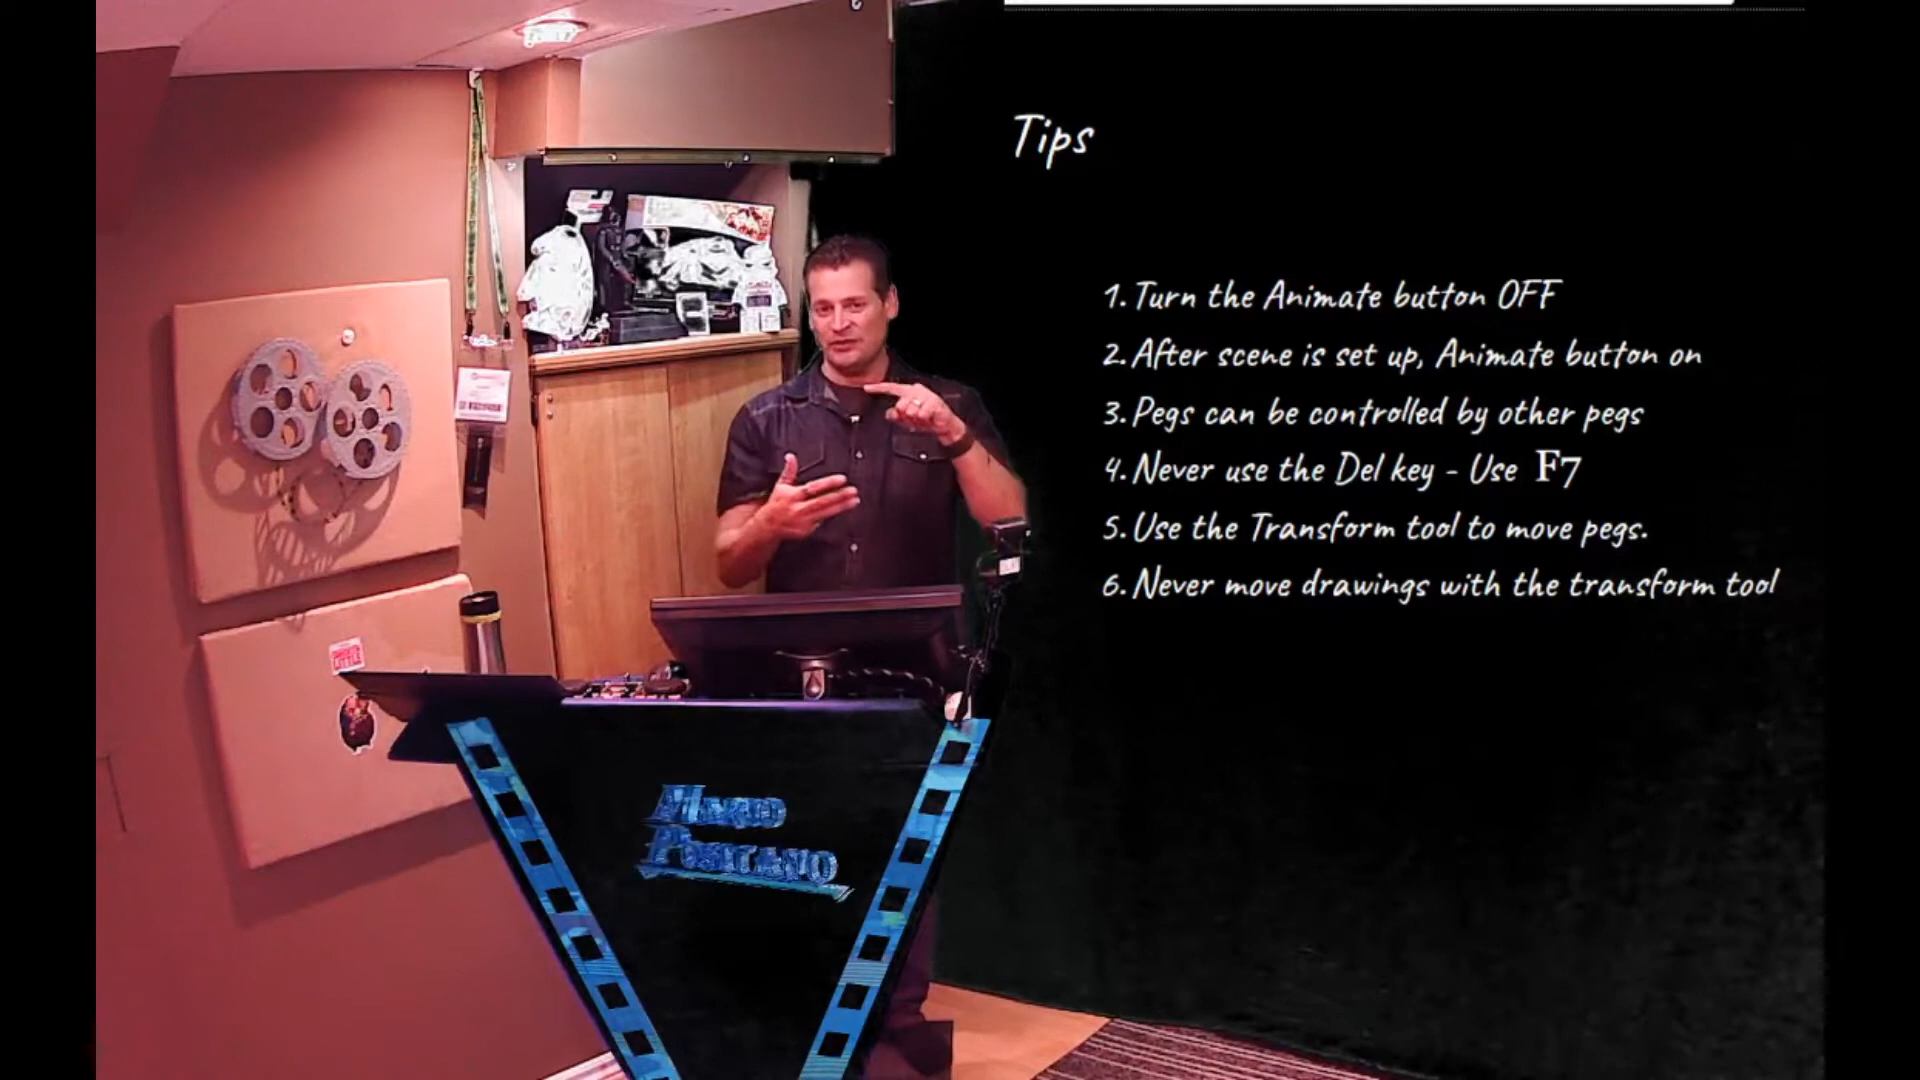 Tips
1. Turn the Animate button OFF
2. After scene is set up, Animate button on
3. Pegs can be controlled by other pegs
4. Never use the Del key - Use F7
5. Use the Transform tool to move pegs.
6. Never move drawings with the transform tool
Mario
Positano